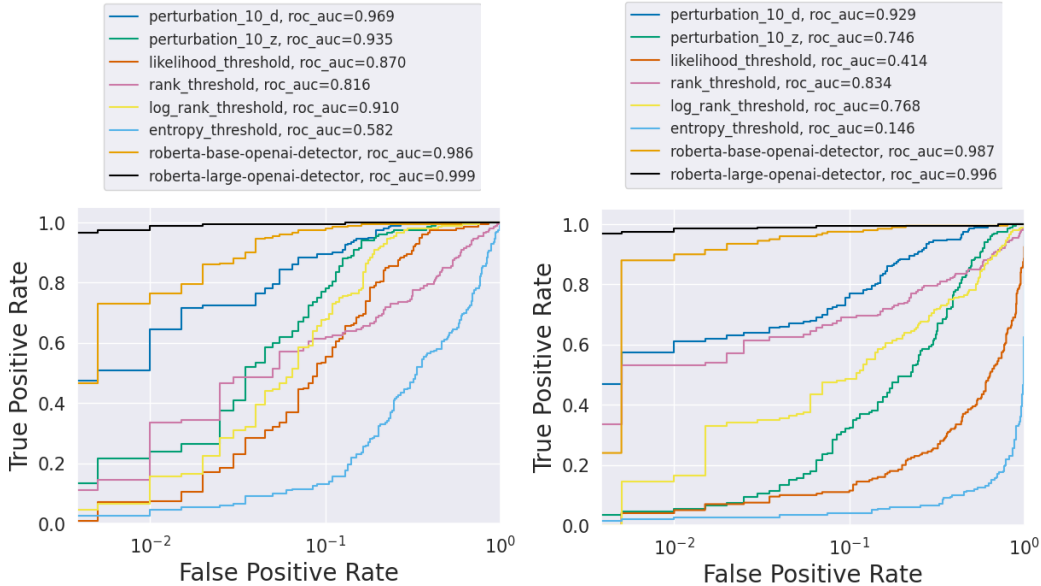 perturbation_10_d, roc_auc=0.969
perturbation_10_z, roc_auc=0.935
likelihood_threshold, roc_auc=0.870
rank_threshold, roc_auc=0.816
log_rank_threshold, roc_auc=0.910
entropy_threshold, roc_auc=0.582
roberta-base-openai-detector, roc_auc=0.986
roberta-large-openai-detector, roc_auc=0.999
True Positive Rate
1.0
0.8
0.6
0.4
0.2
0.0
10⁻² 10⁻¹ 10⁰
False Positive Rate
perturbation_10_d, roc_auc=0.929
perturbation_10_z, roc_auc=0.746
likelihood_threshold, roc_auc=0.414
rank_threshold, roc_auc=0.834
log_rank_threshold, roc_auc=0.768
entropy_threshold, roc_auc=0.146
roberta-base-openai-detector, roc_auc=0.987
roberta-large-openai-detector, roc_auc=0.996
True Positive Rate
1.0
0.8
0.6
0.4
0.2
0.0
10⁻² 10⁻¹ 10⁰
False Positive Rate